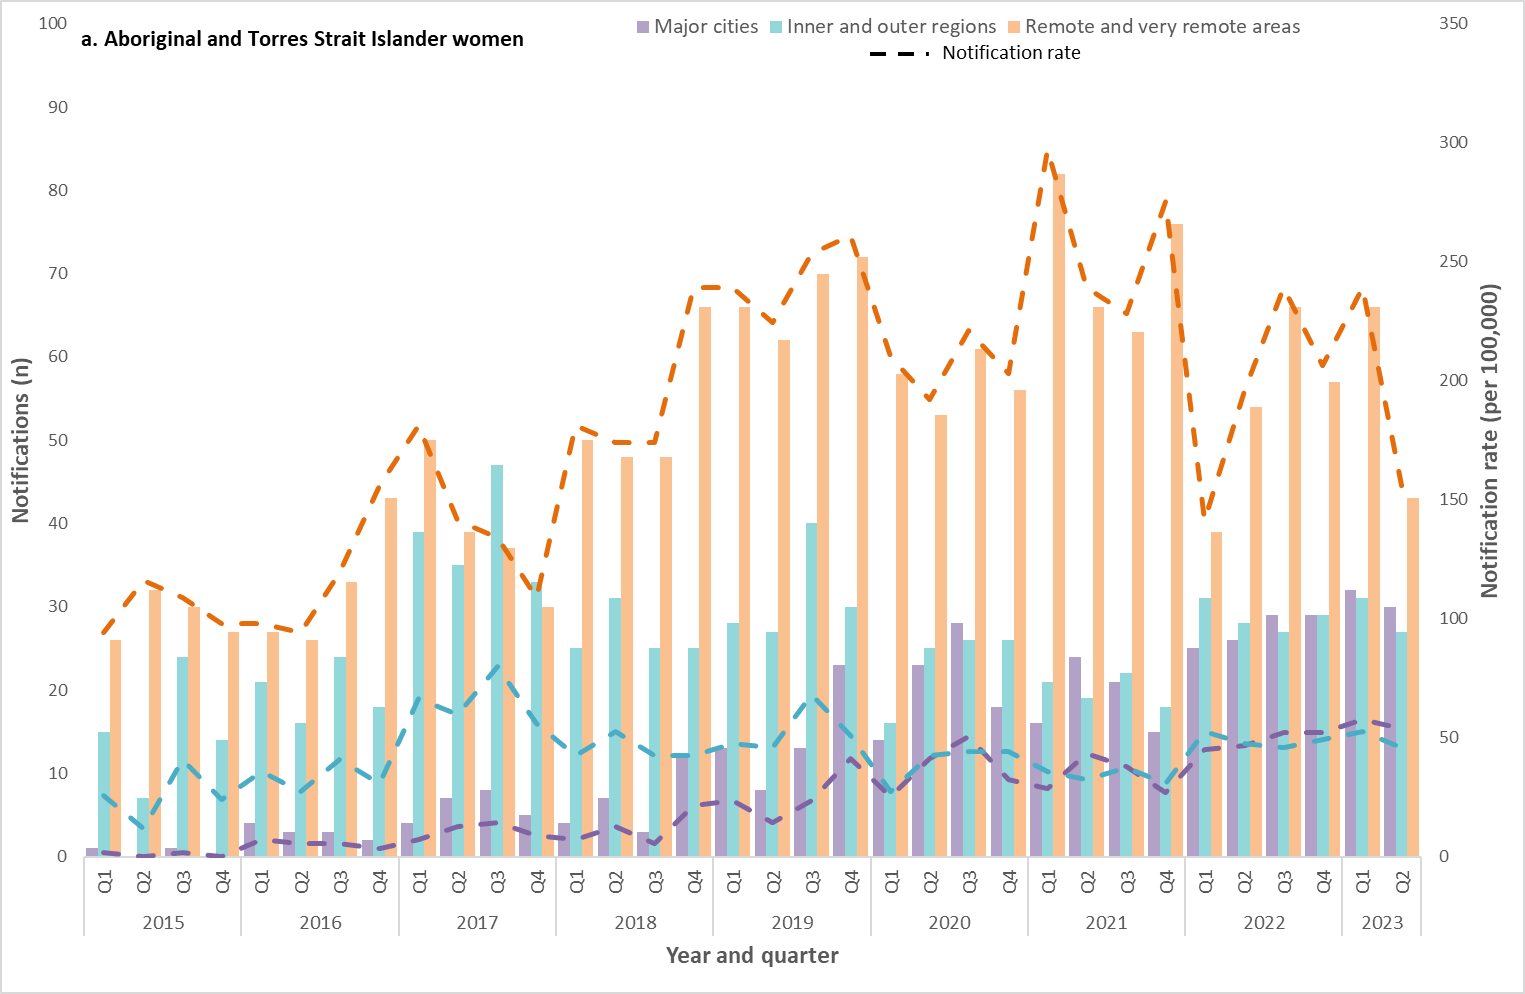 a. Aboriginal and Torres Strait Islander women
Major cities Inner and outer regions Remote and very remote areas
Notification rate
100
90
80
70
60
50
40
30
20
10
0
Notifications (n)
350
300
250
200
150
100
50
0
Notification rate (per 100,000)
Q1 Q2 Q3 Q4 Q1 Q2 Q3 Q4 Q1 Q2 Q3 Q4 Q1 Q2 Q3 Q4 Q1 Q2 Q3 Q4 Q1 Q2 Q3 Q4 Q1 Q2 Q3 Q4 Q1 Q2 Q3 Q4 Q1 Q2
2015 2016 2017 2018 2019 2020 2021 2022 2023
Year and quarter